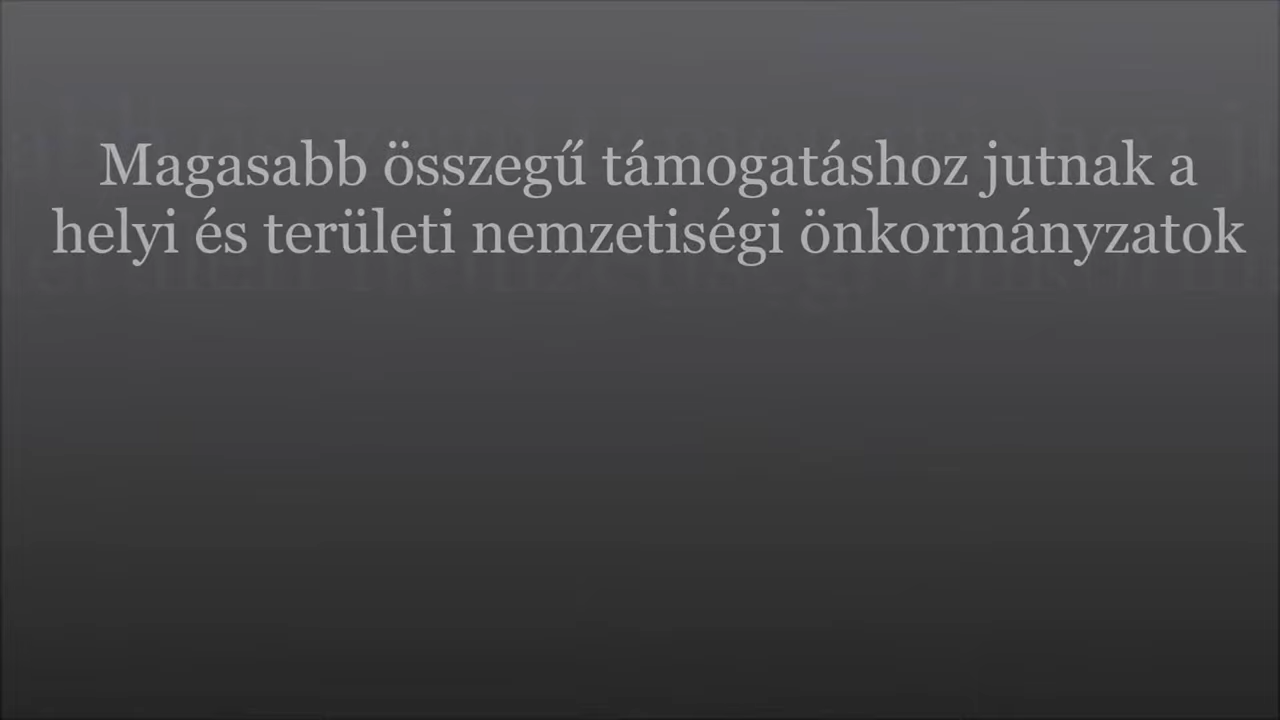 Magasabb összegű támogatáshoz jutnak a
helyi és területi nemzetiségi önkormányzatok